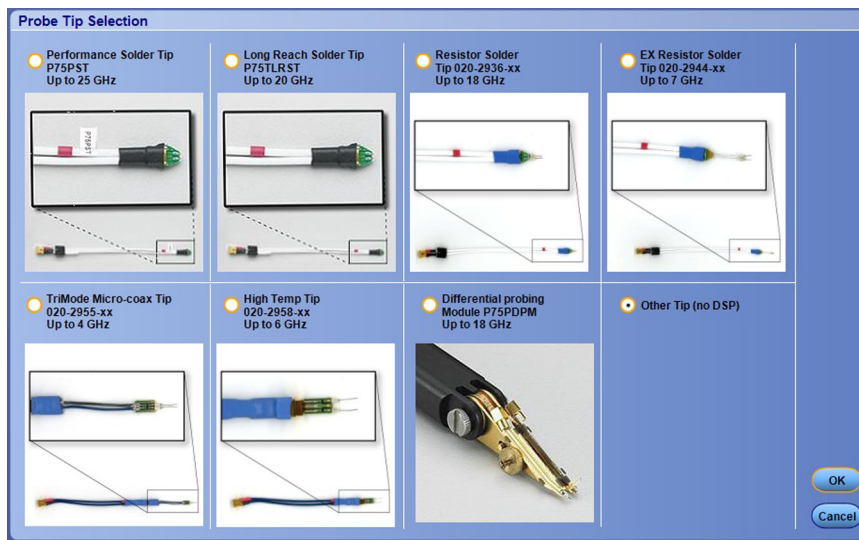 Probe Tip Selection
Performance Solder Tip
P75PST
Up to 25 GHz
Long Reach Solder Tip
P75TLRST
Up to 20 GHz
Resistor Solder
Tip 020-2936-xx
Up to 18 GHz
EX Resistor Solder
Tip 020-2944-xx
Up to 7 GHz
P75PST
TriMode Micro-coax Tip
020-2955-xx
Up to 4 GHz
High Temp Tip
020-2958-xx
Up to 6 GHz
Differential probing
Module P75PDPM
Up to 18 GHz
Other Tip (no DSP)
OK
Cancel